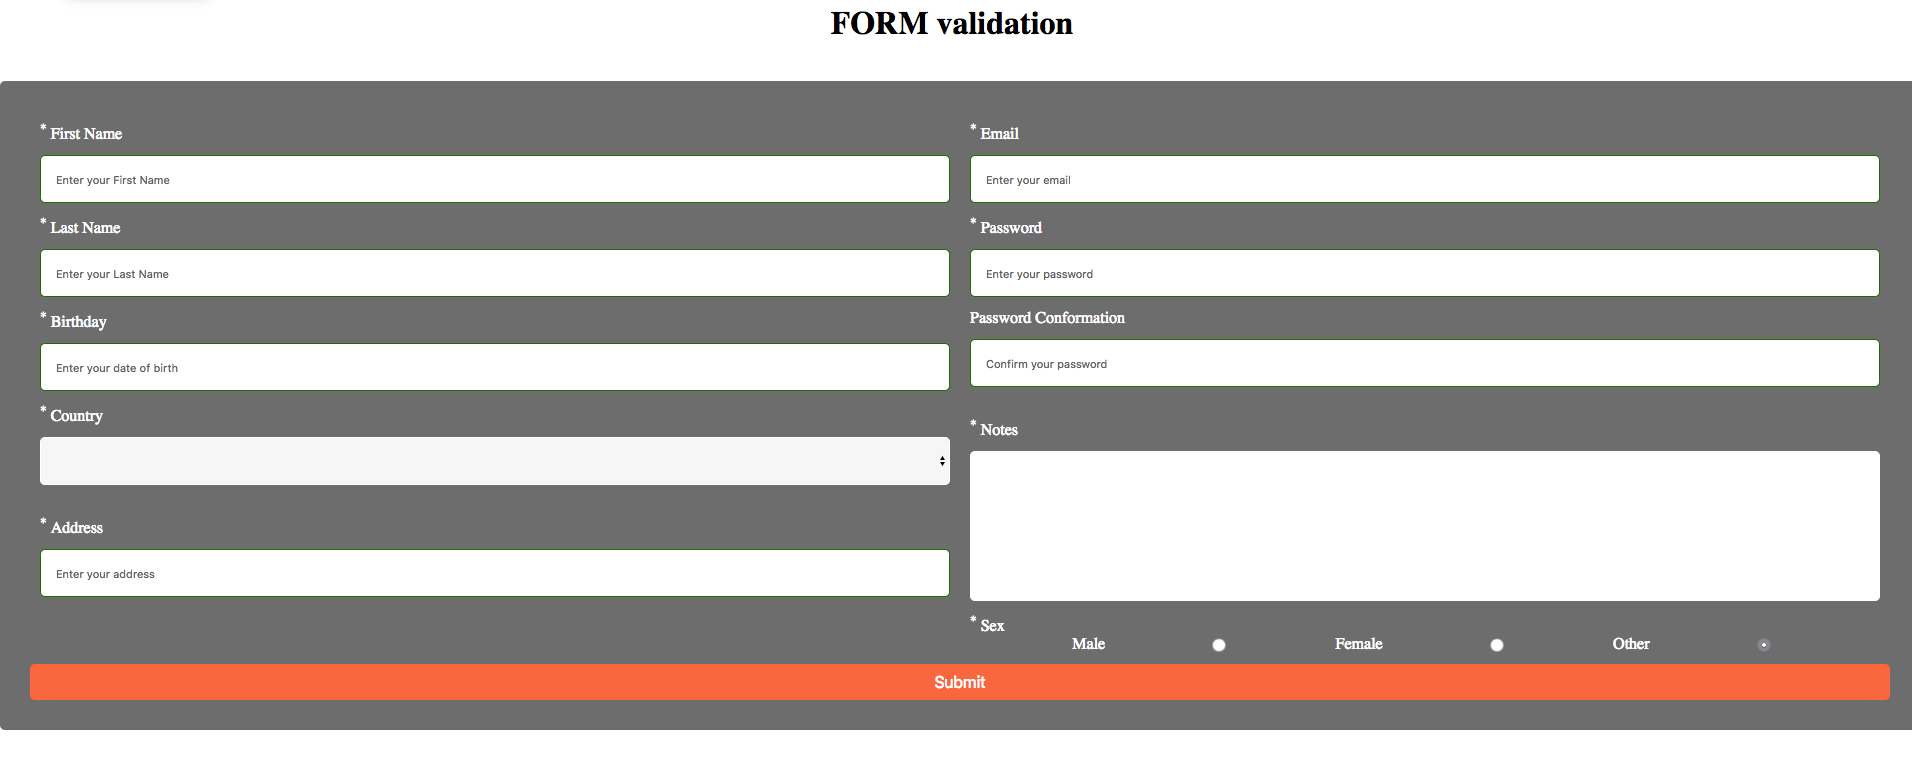 FORM validation
* First Name
Enter your First Name
* Last Name
Enter your Last Name
* Birthday
Enter your date of birth
* Country
* Address
Enter your address
* Email
Enter your email
* Password
Enter your password
Password Conformation
Confirm your password
* Notes
* Sex
Male Female Other
Submit